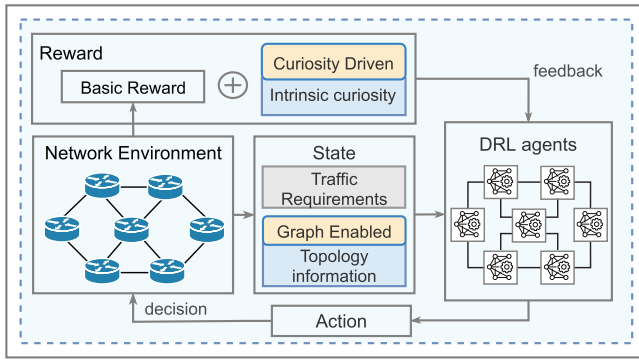 Reward
Basic Reward
Curiosity Driven
Intrinsic curiosity
feedback
Network Environment
State
Traffic
Requirements
Graph Enabled
Topology
information
DRL agents
decision
Action